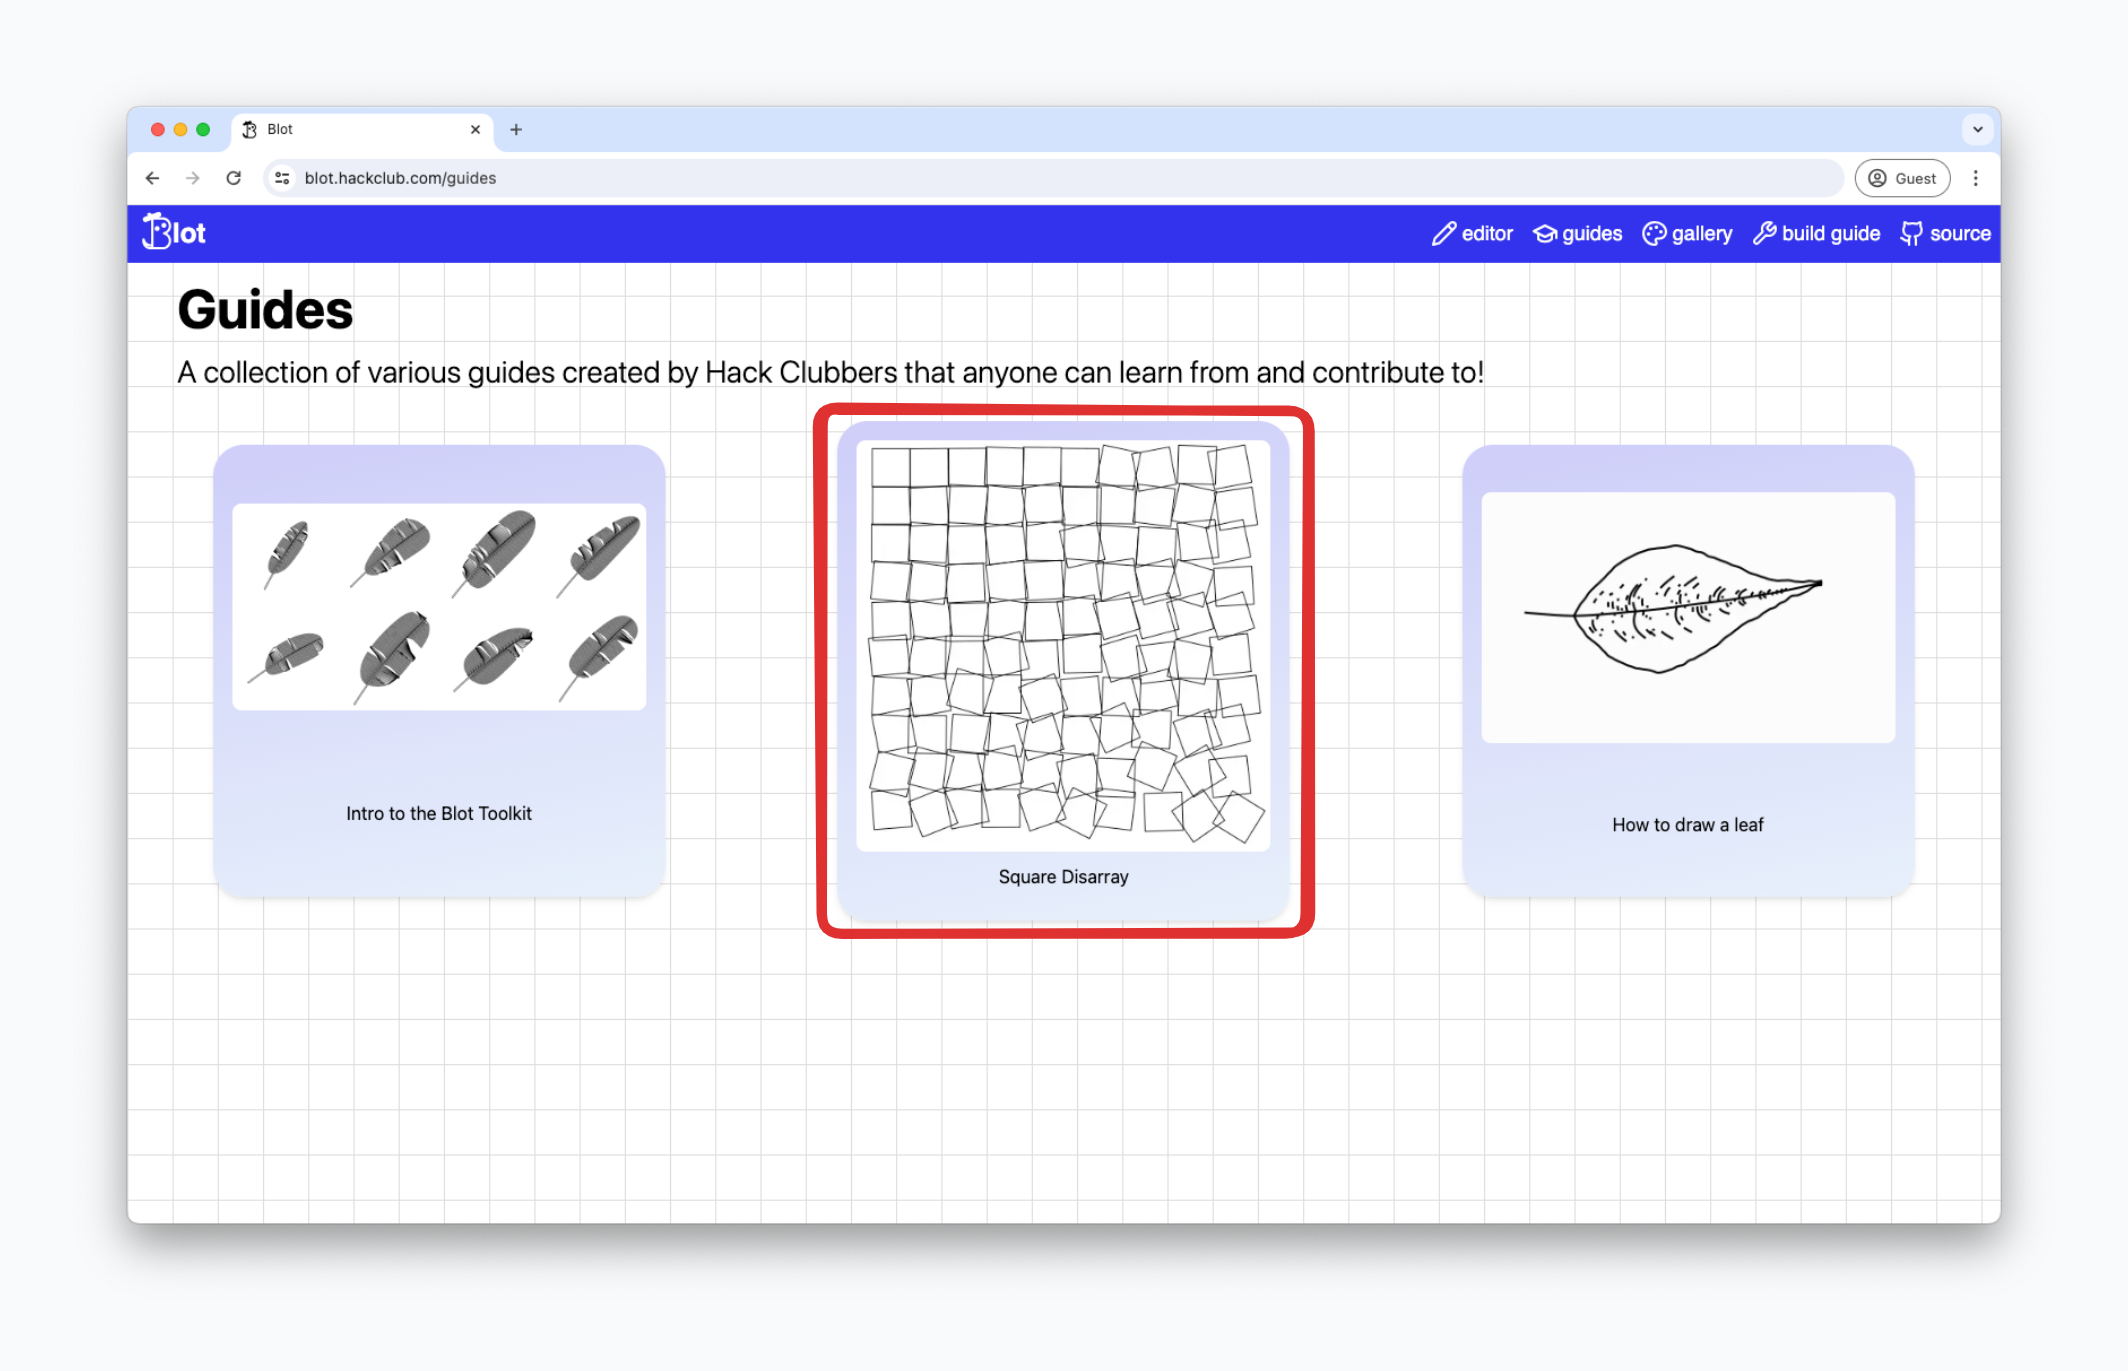 Blot
blot.hackclub.com/guides
Guest
Blot
editor
guides
gallery
build guide
source
Guides
A collection of various guides created by Hack Clubbers that anyone can learn from and contribute to!
Intro to the Blot Toolkit
Square Disarray
How to draw a leaf